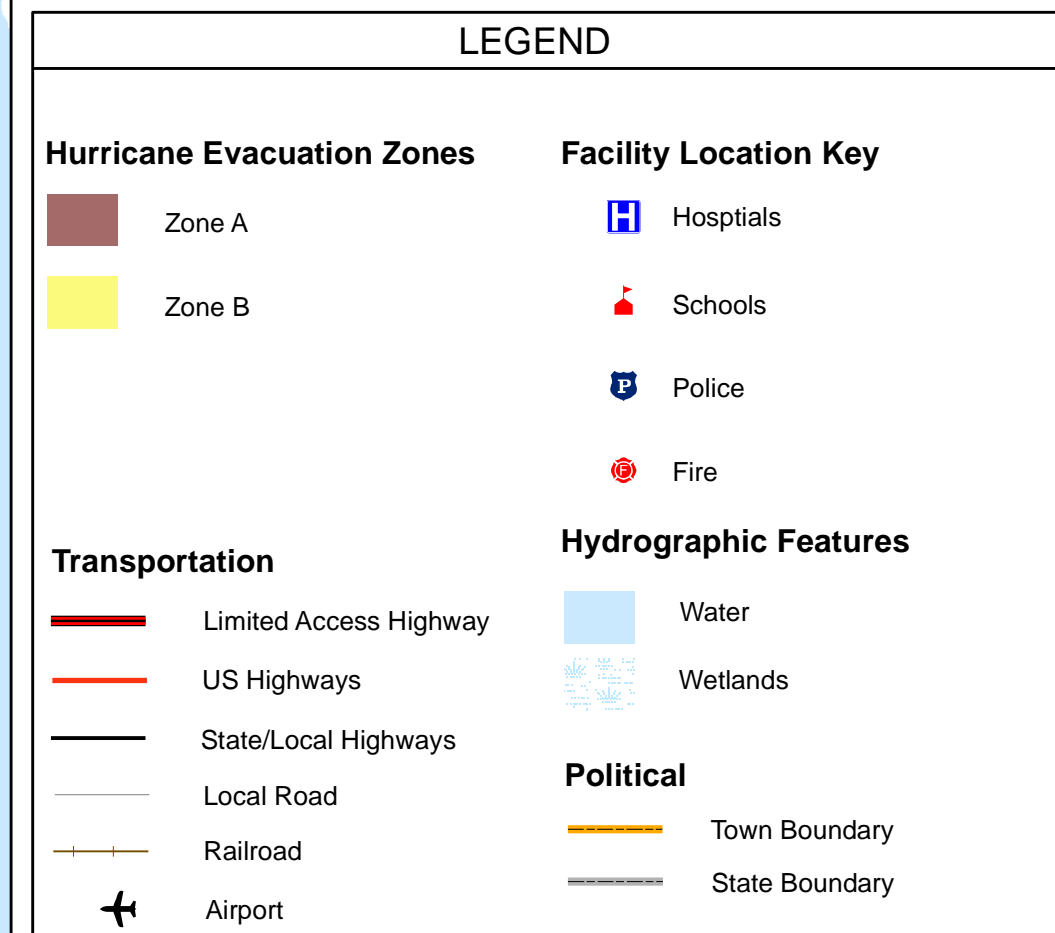 LEGEND
Hurricane Evacuation Zones
Zone A
Zone B
Facility Location Key
H Hosptials
Schools
P Police
F Fire
Transportation
Limited Access Highway
US Highways
State/Local Highways
Local Road
Railroad
Airport
Hydrographic Features
Water
Wetlands
Political
Town Boundary
State Boundary